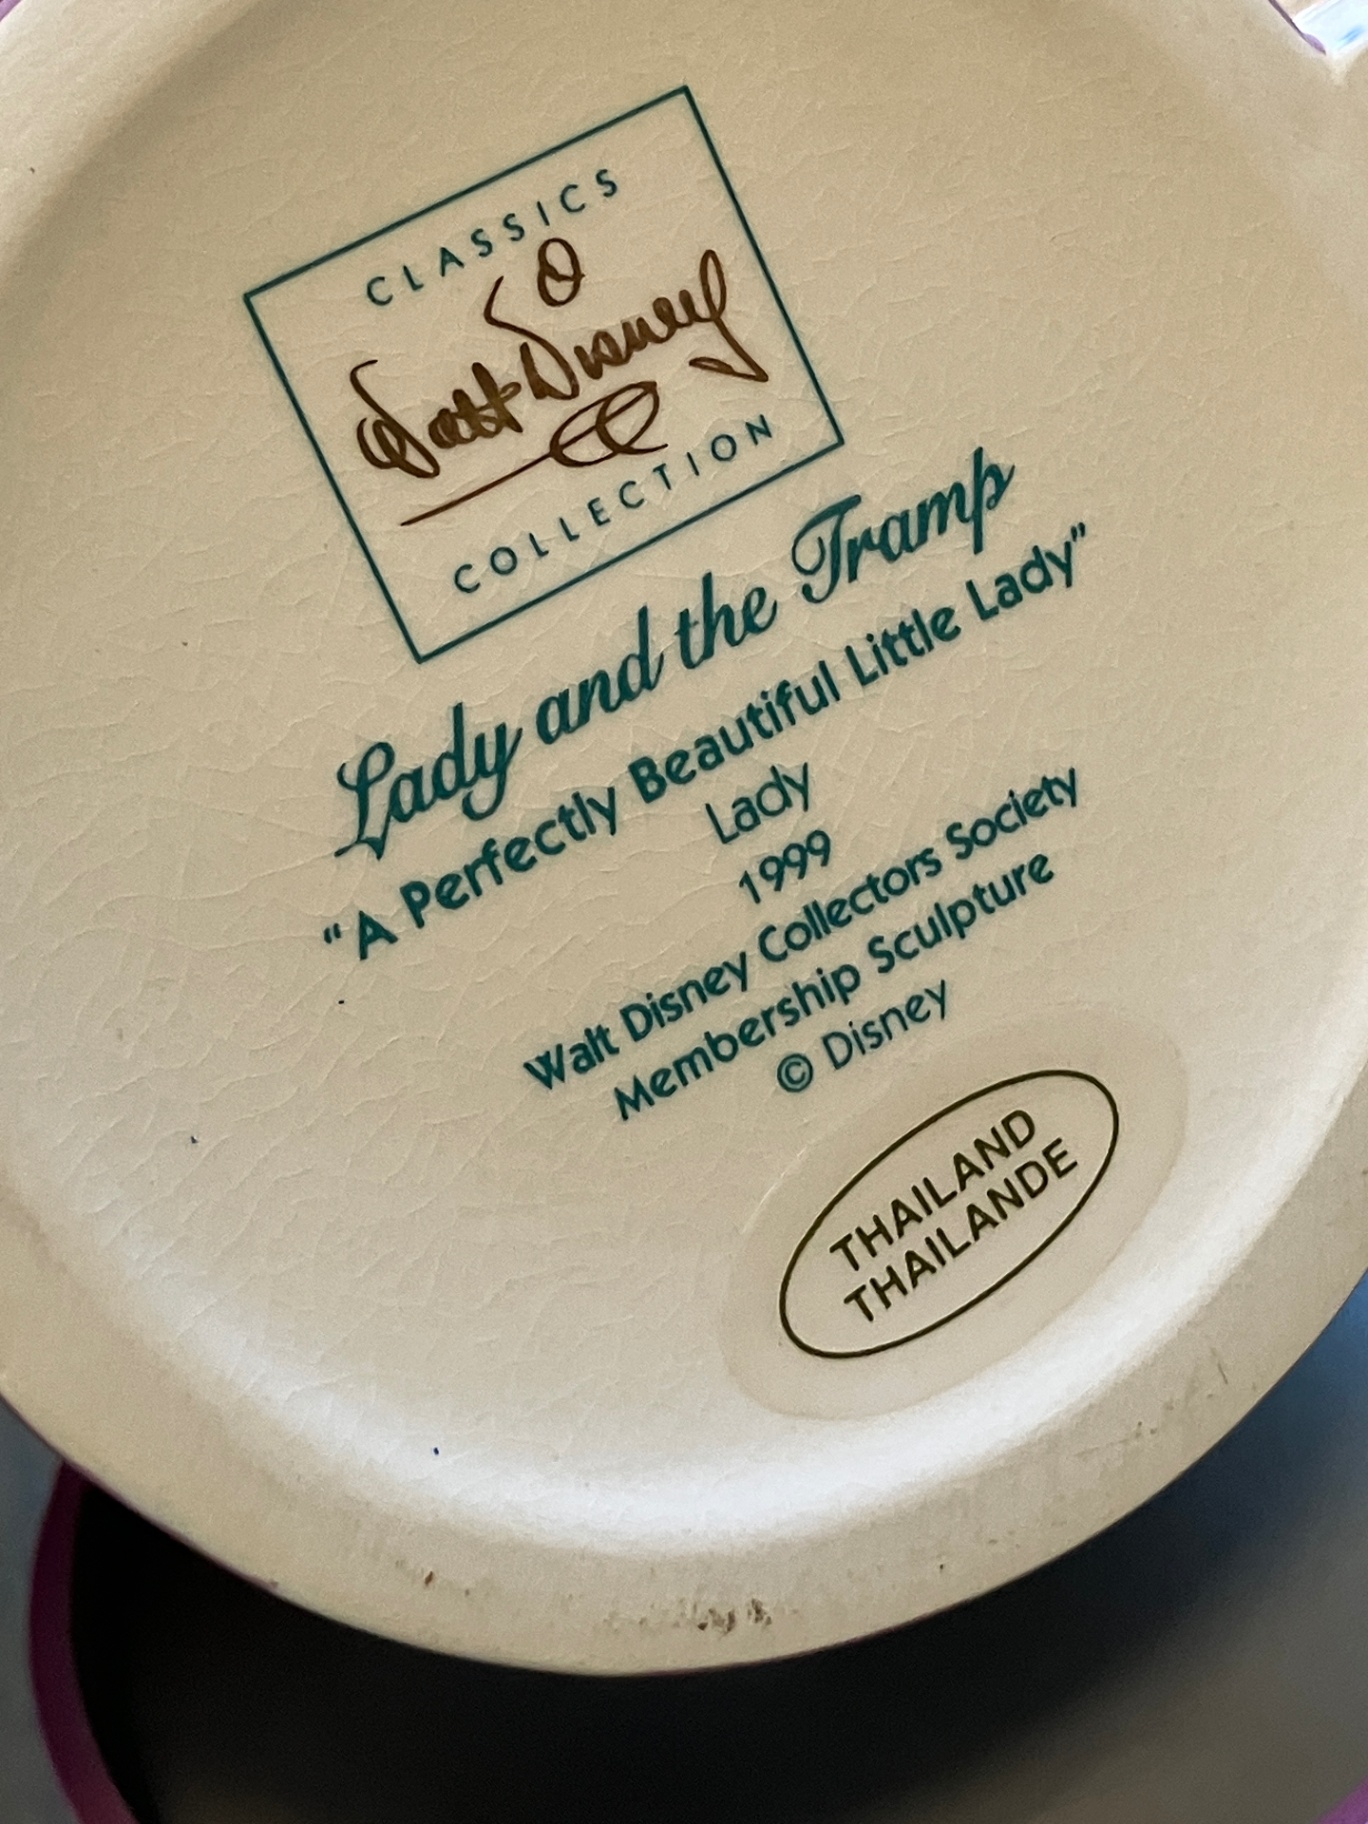 CLASSICS
Walt Disney
COLLECTION
Lady and the Tramp
“A Perfectly Beautiful Little Lady”
Lady
1999
Walt Disney Collectors Society
Membership Sculpture
© Disney
THAILAND
THAILANDE